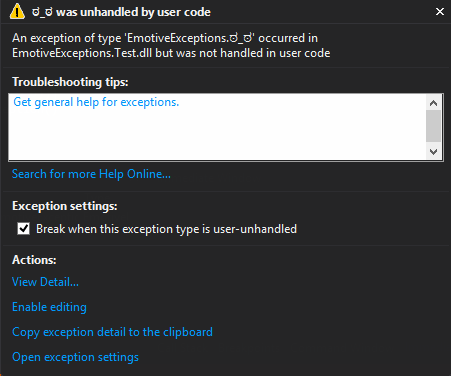 ಠ_ಠ was unhandled by user code
An exception of type 'EmotiveExceptions.ಠ_ಠ' occurred in
EmotiveExceptions.Test.dll but was not handled in user code
Troubleshooting tips:
Get general help for exceptions.
Search for more Help Online...
Exception settings:
Break when this exception type is user-unhandled
Actions:
View Detail...
Enable editing
Copy exception detail to the clipboard
Open exception settings